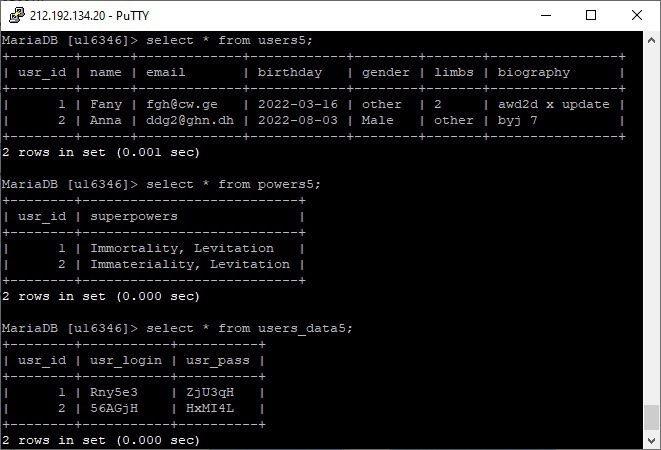 212.192.134.20 - PuTTY
MariaDB [u16346]> select * from users5;
+--------+------+-------------+------------+--------+-------+----------------+
| usr_id | name | email       | birthday   | gender | limbs | biography      |
+--------+------+-------------+------------+--------+-------+----------------+
|      1 | Fany | fgh@cw.ge   | 2022-03-16 | other  | 2     | awd2d x update |
|      2 | Anna | ddg2@ghn.dh | 2022-08-03 | Male   | other | byj 7          |
+--------+------+-------------+------------+--------+-------+----------------+
2 rows in set (0.001 sec)
MariaDB [u16346]> select * from powers5;
+--------+---------------------------+
| usr_id | superpowers               |
+--------+---------------------------+
|      1 | Immortality, Levitation   |
|      2 | Immateriality, Levitation |
+--------+---------------------------+
2 rows in set (0.000 sec)
MariaDB [u16346]> select * from users_data5;
+--------+-----------+----------+
| usr_id | usr_login | usr_pass |
+--------+-----------+----------+
|      1 | Rny5e3    | ZjU3qH   |
|      2 | 56AGjH    | HxMI4L   |
+--------+-----------+----------+
2 rows in set (0.000 sec)